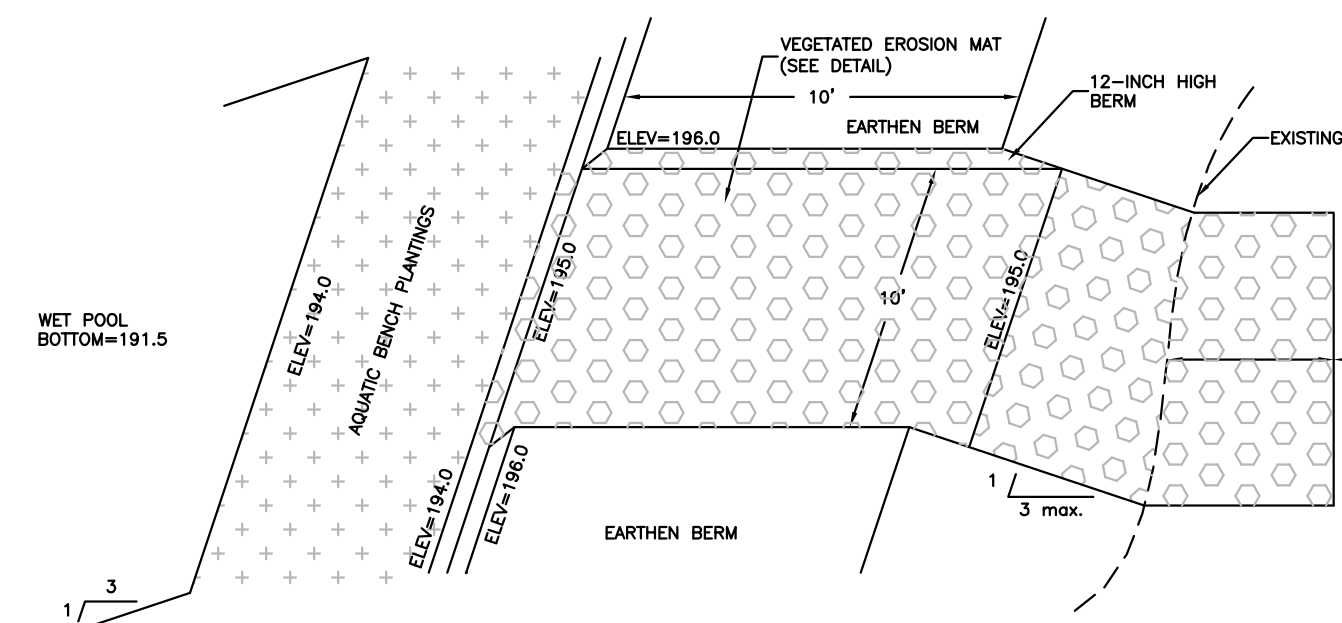 VEGETATED EROSION MAT
(SEE DETAIL)
10'
12-INCH HIGH
BERM
EARTHEN BERM
ELEV=196.0
EXISTING
ELEV=195.0
10'
ELEV=195.0
AQUATIC BENCH PLANTINGS
ELEV=194.0
WET POOL
BOTTOM=191.5
ELEV=194.0
ELEV=196.0
EARTHEN BERM
1
3 max.
3
1